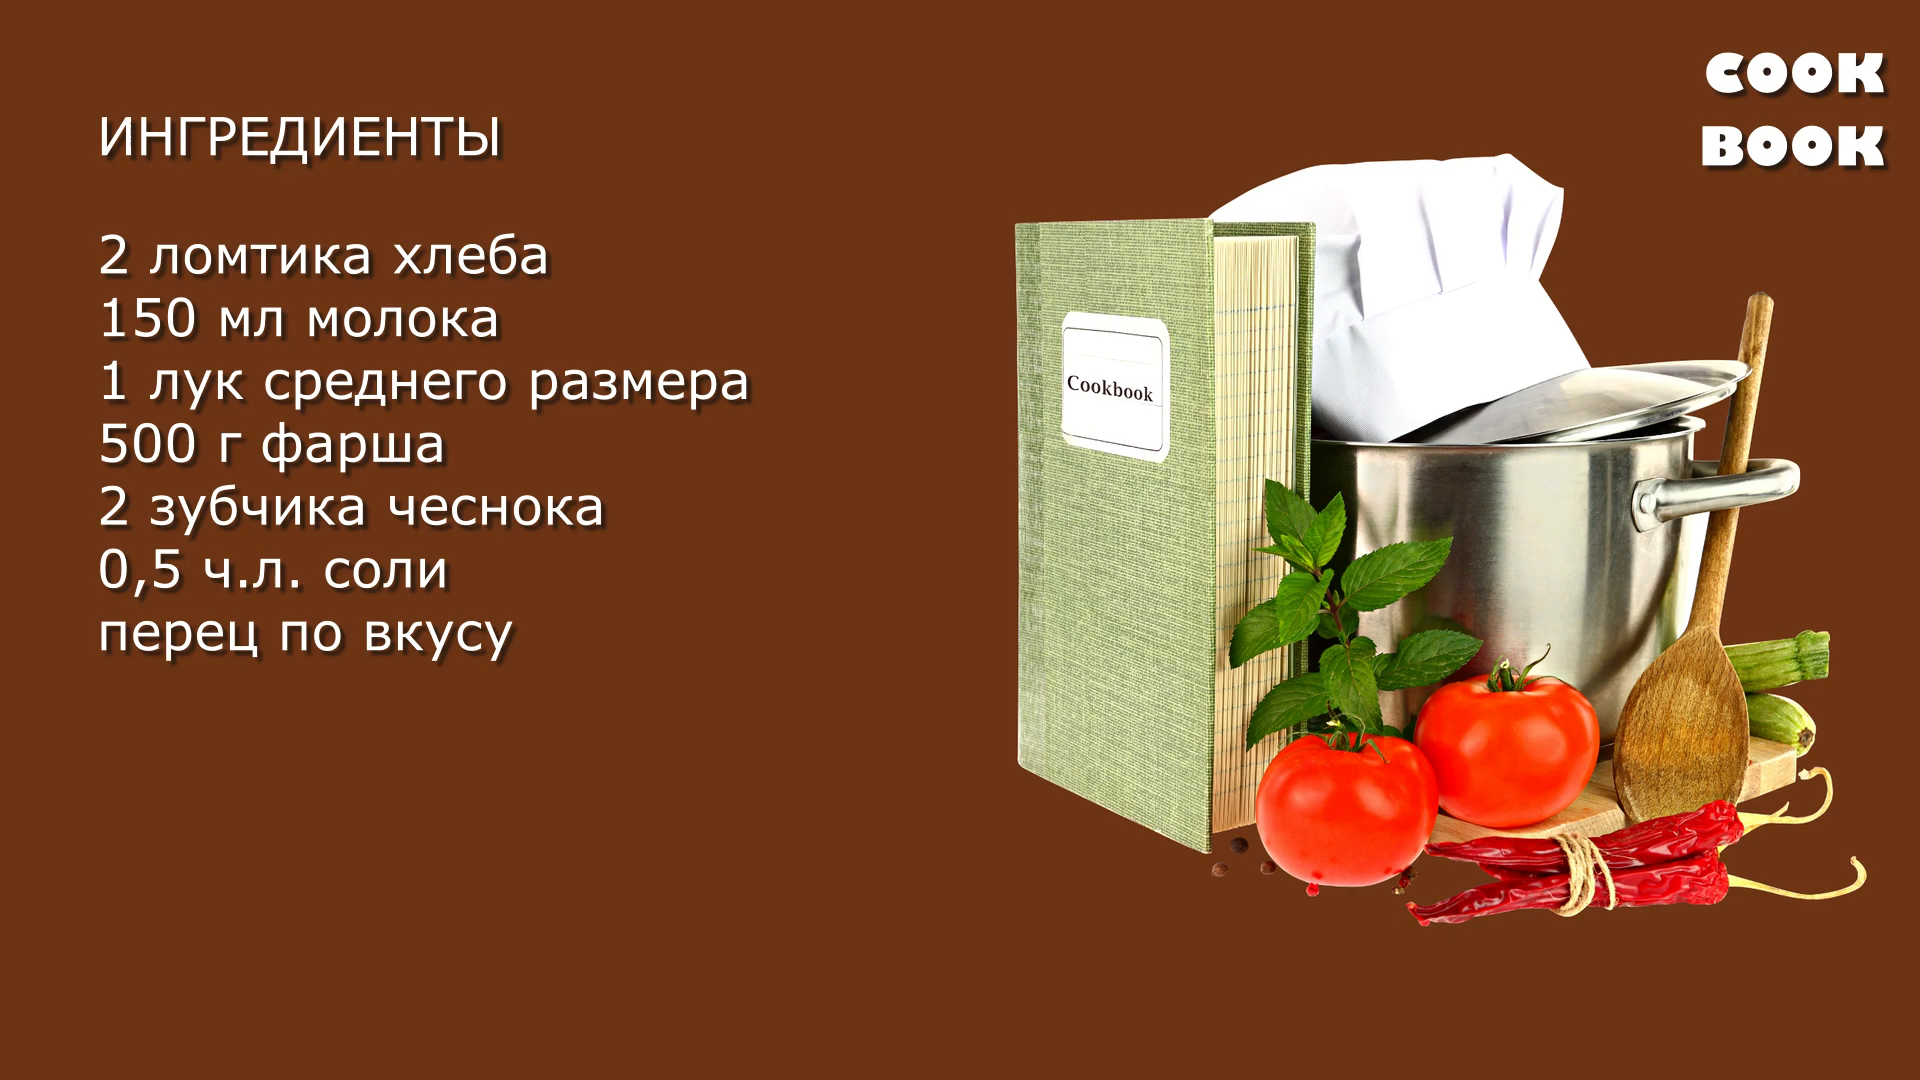 COOK
BOOK
ИНГРЕДИЕНТЫ
2 ломтика хлеба
150 мл молока
1 лук среднего размера
500 г фарша
2 зубчика чеснока
0,5 ч.л. соли
перец по вкусу
Cookbook